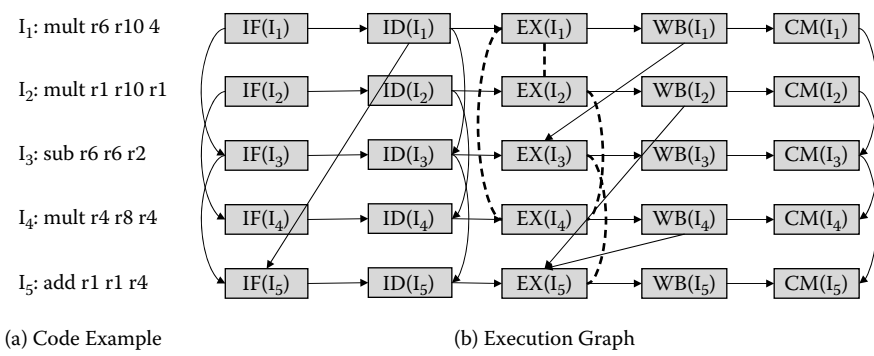 I₁: mult r6 r10 4 IF(I₁) ID(I₁) EX(I₁) WB(I₁) CM(I₁)
I₂: mult r1 r10 r1 IF(I₂) ID(I₂) EX(I₂) WB(I₂) CM(I₂)
I₃: sub r6 r6 r2 IF(I₃) ID(I₃) EX(I₃) WB(I₃) CM(I₃)
I₄: mult r4 r8 r4 IF(I₄) ID(I₄) EX(I₄) WB(I₄) CM(I₄)
I₅: add r1 r1 r4 IF(I₅) ID(I₅) EX(I₅) WB(I₅) CM(I₅)
(a) Code Example (b) Execution Graph